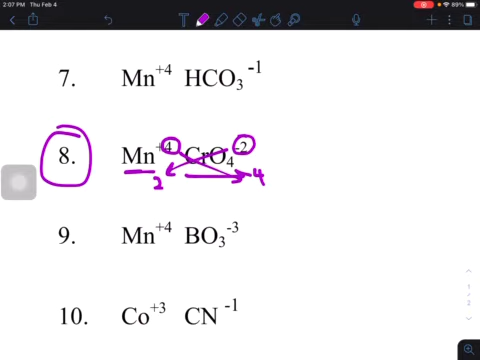 2:07 PM Thu Feb 4 89%
7. Mn⁺⁴ HCO₃⁻¹
8. Mn⁺⁴ CrO₄⁻²
2 4
9. Mn⁺⁴ BO₃⁻³
10. Co⁺³ CN⁻¹